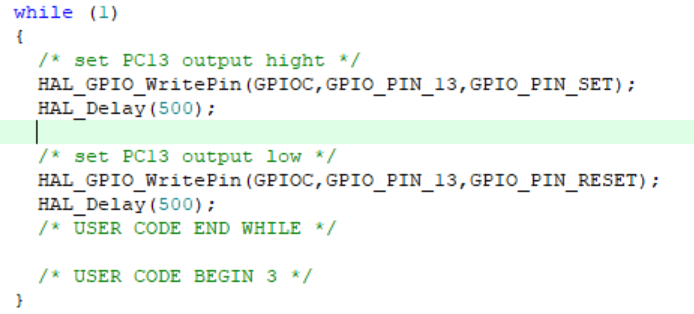 while (1)
{
/* set PC13 output hight */
HAL_GPIO_WritePin(GPIOC,GPIO_PIN_13,GPIO_PIN_SET);
HAL_Delay(500);
/* set PC13 output low */
HAL_GPIO_WritePin(GPIOC,GPIO_PIN_13,GPIO_PIN_RESET);
HAL_Delay(500);
/* USER CODE END WHILE */
/* USER CODE BEGIN 3 */
}